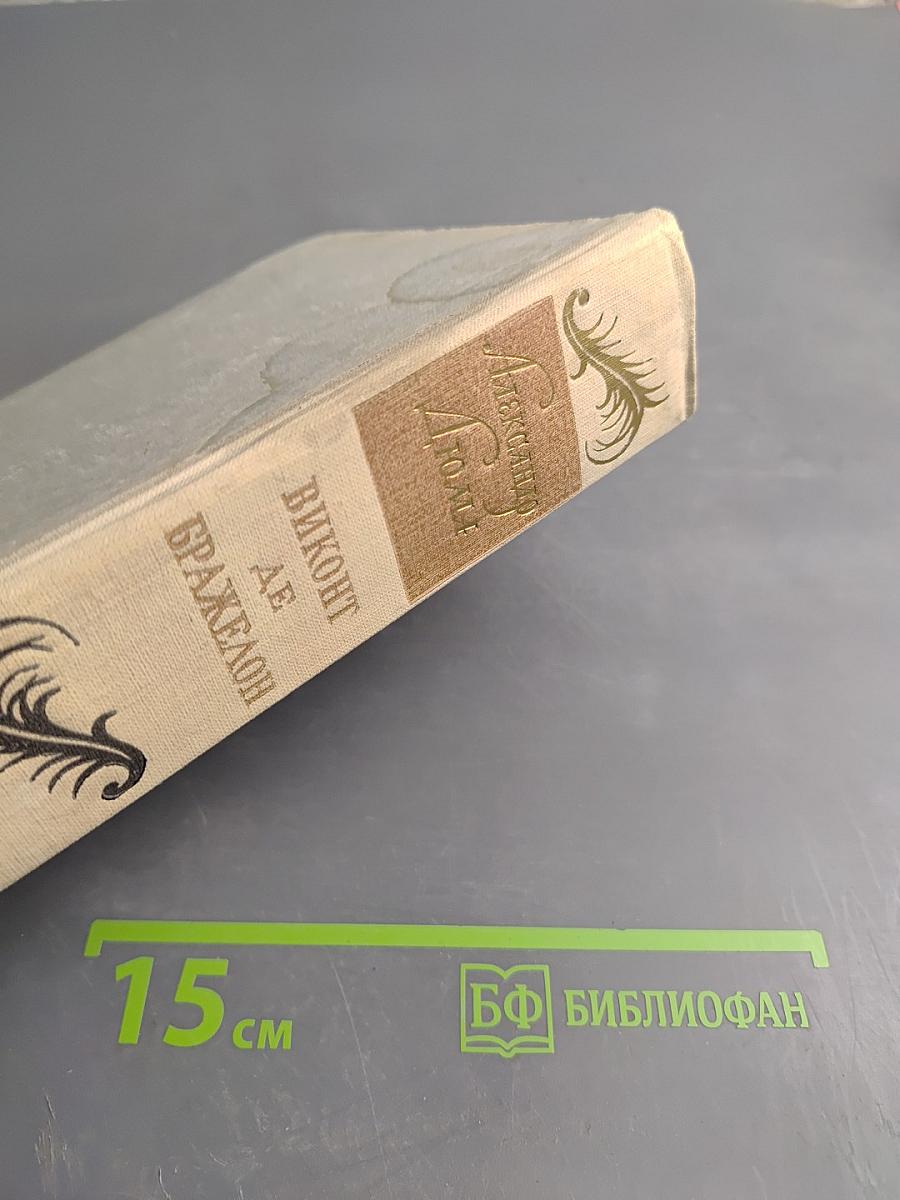 Александр
Дюма
ВИКОНТ
ДЕ
БРАЖЕЛОН
15 см
БФ БИБЛИОФАН